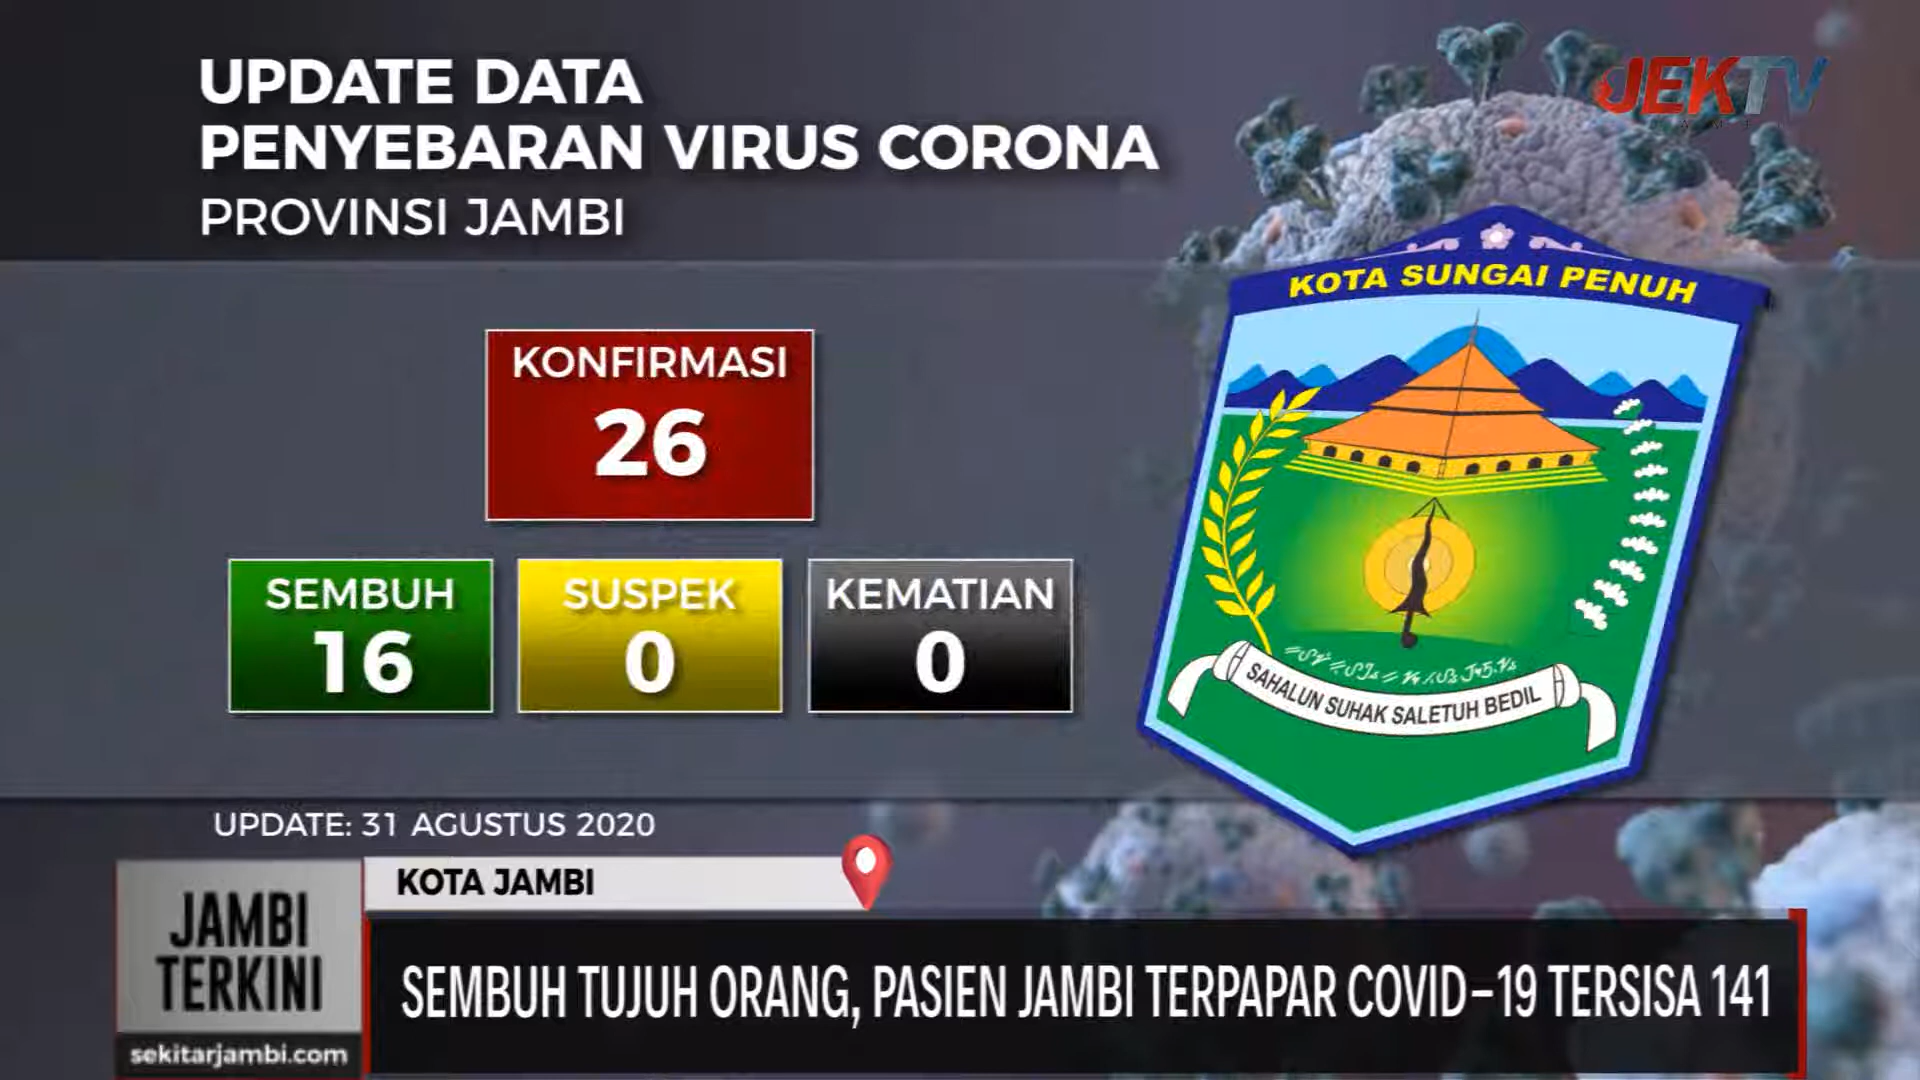 UPDATE DATA
PENYEBARAN VIRUS CORONA
PROVINSI JAMBI
JEKTV
KOTA SUNGAI PENUH
KONFIRMASI
26
SEMBUH
16
SUSPEK
0
KEMATIAN
0
SAHALUN SUHAK SALETUH BEDIL
UPDATE: 31 AGUSTUS 2020
KOTA JAMBI
JAMBI
TERKINI
SEMBUH TUJUH ORANG, PASIEN JAMBI TERPAPAR COVID-19 TERSISA 141
sekitarjambi.com